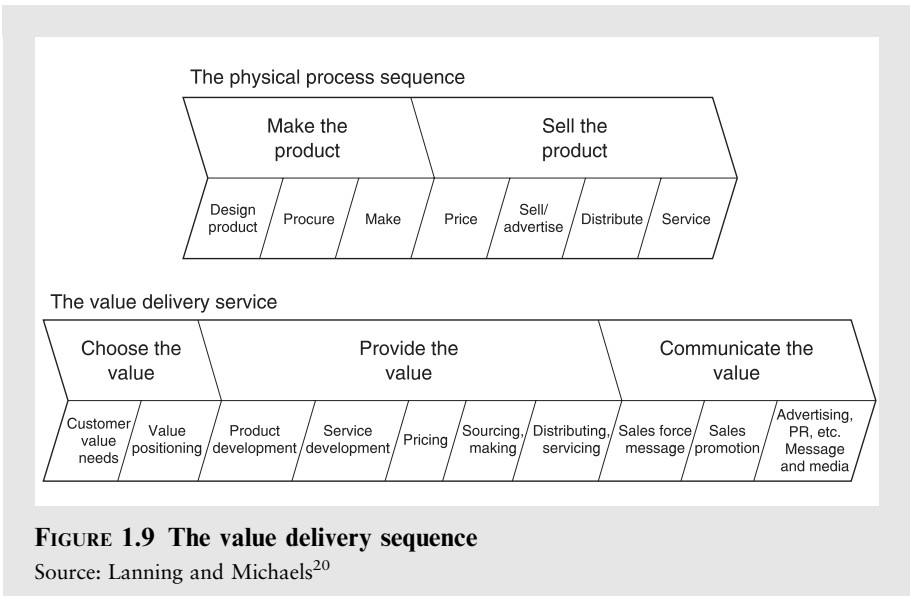 The physical process sequence
Make the
product
Sell the
product
Design
product
Procure
Make
Price
Sell/
advertise
Distribute
Service
The value delivery service
Choose the
value
Provide the
value
Communicate the
value
Customer
value
needs
Value
positioning
Product
development
Service
development
Pricing
Sourcing,
making
Distributing,
servicing
Sales force
message
Sales
promotion
Advertising,
PR, etc.
Message
and media
FIGURE 1.9 The value delivery sequence
Source: Lanning and Michaels20